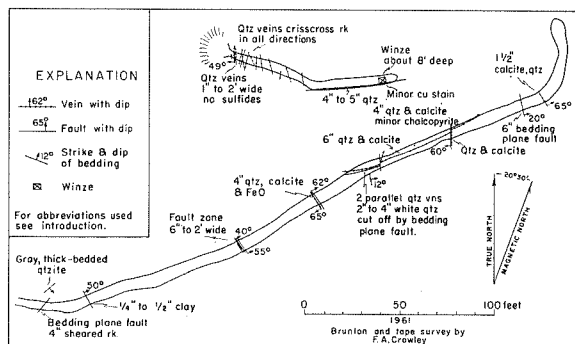 Qtz veins crisscross rk
in all directions
49°
Qtz veins
1" to 2' wide
no sulfides
Winze
about 8' deep
4" to 5" qtz
Minor cu stain
4" qtz & calcite
minor chalcopyrite
1 1/2"
calcite, qtz
65°
20°
6" bedding
plane fault
60°
Qtz & calcite
6" qtz & calcite
12°
2 parallel qtz vns
2" to 4" white qtz
cut off by bedding
plane fault.
4" qtz, calcite
& FeO
62°
65°
Fault zone
6" to 2' wide
40°
55°
Gray, thick-bedded
qtzite
50°
1/4" to 1/2" clay
Bedding plane fault
4" sheared rk.
EXPLANATION
62°
Vein with dip
65°
Fault with dip
12°
Strike & dip
of bedding
Winze
For abbreviations used
see introduction.
TRUE NORTH
20°30'
MAGNETIC NORTH
0 50 100 feet
1961
Brunton and tape survey by
F. A. Crowley